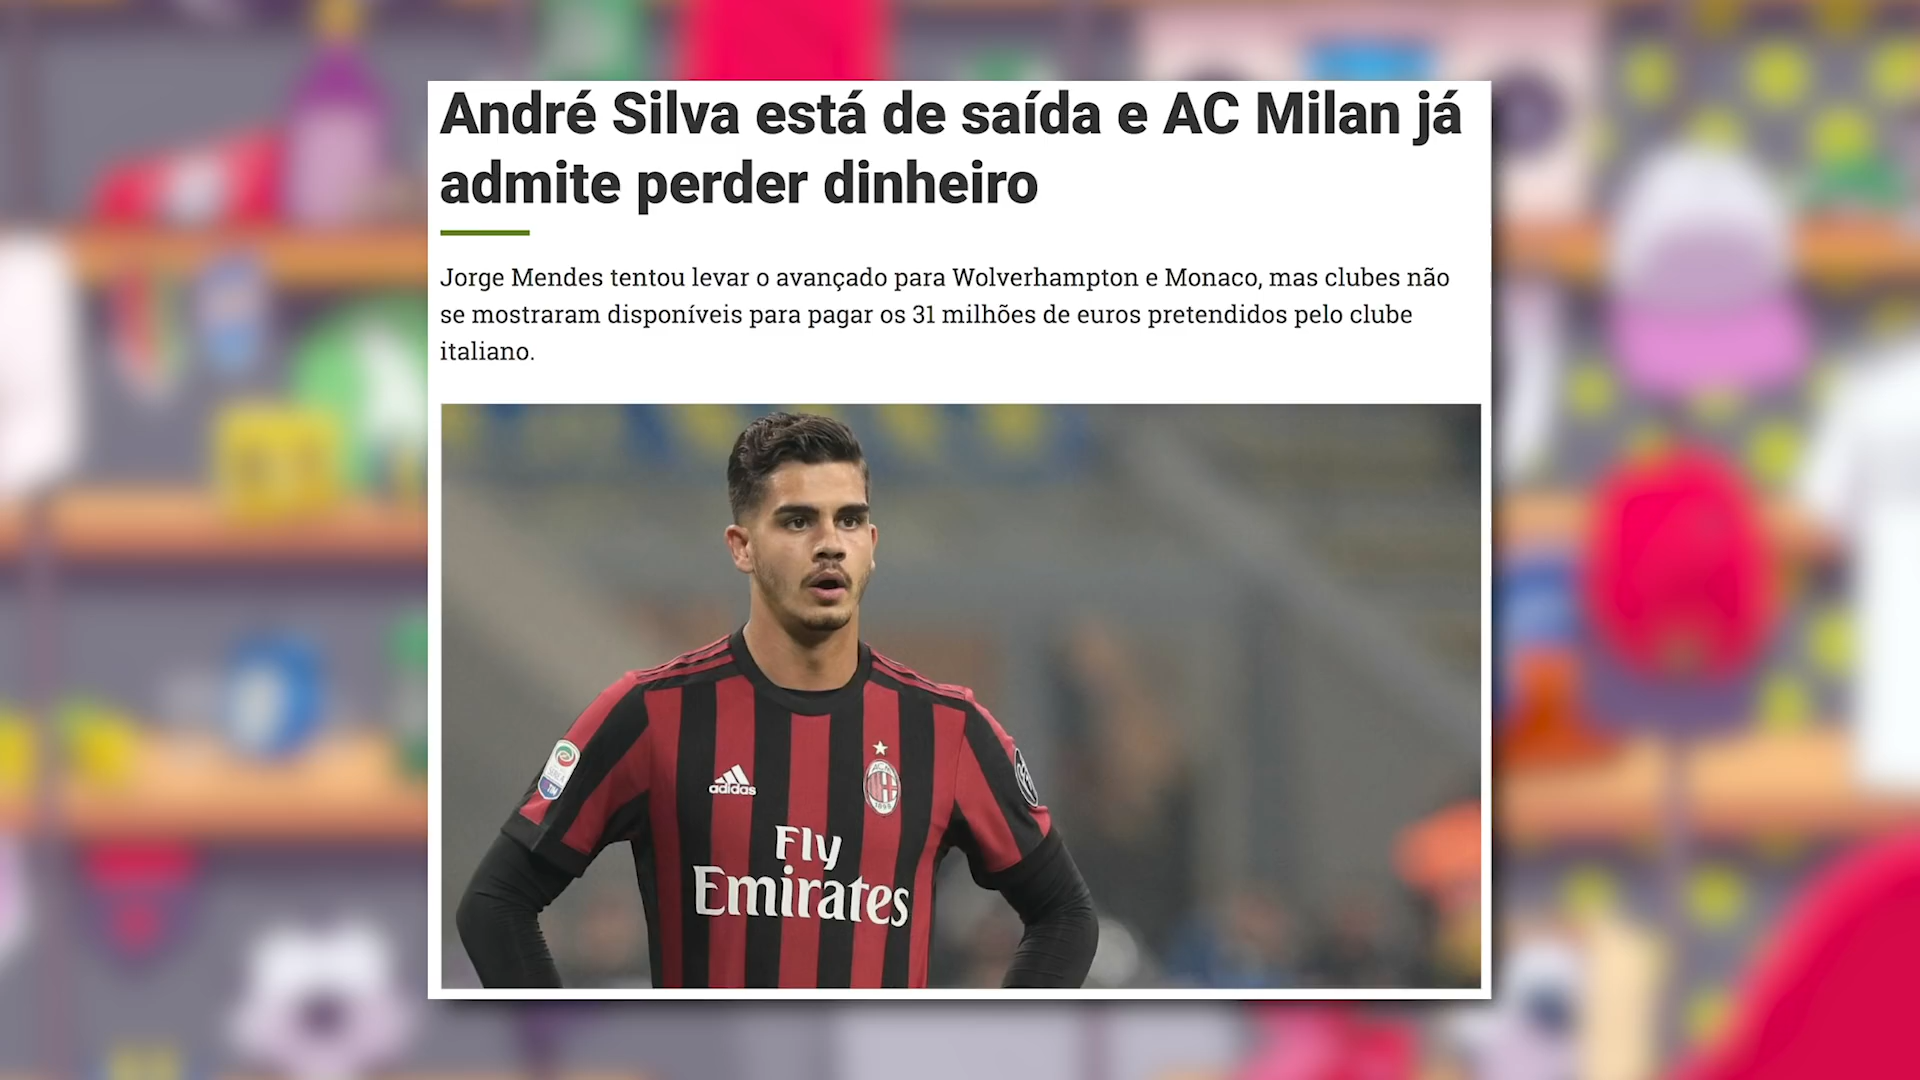 André Silva está de saída e AC Milan já
admite perder dinheiro
Jorge Mendes tentou levar o avançado para Wolverhampton e Monaco, mas clubes não
se mostraram disponíveis para pagar os 31 milhões de euros pretendidos pelo clube
italiano.
adidas
Fly
Emirates